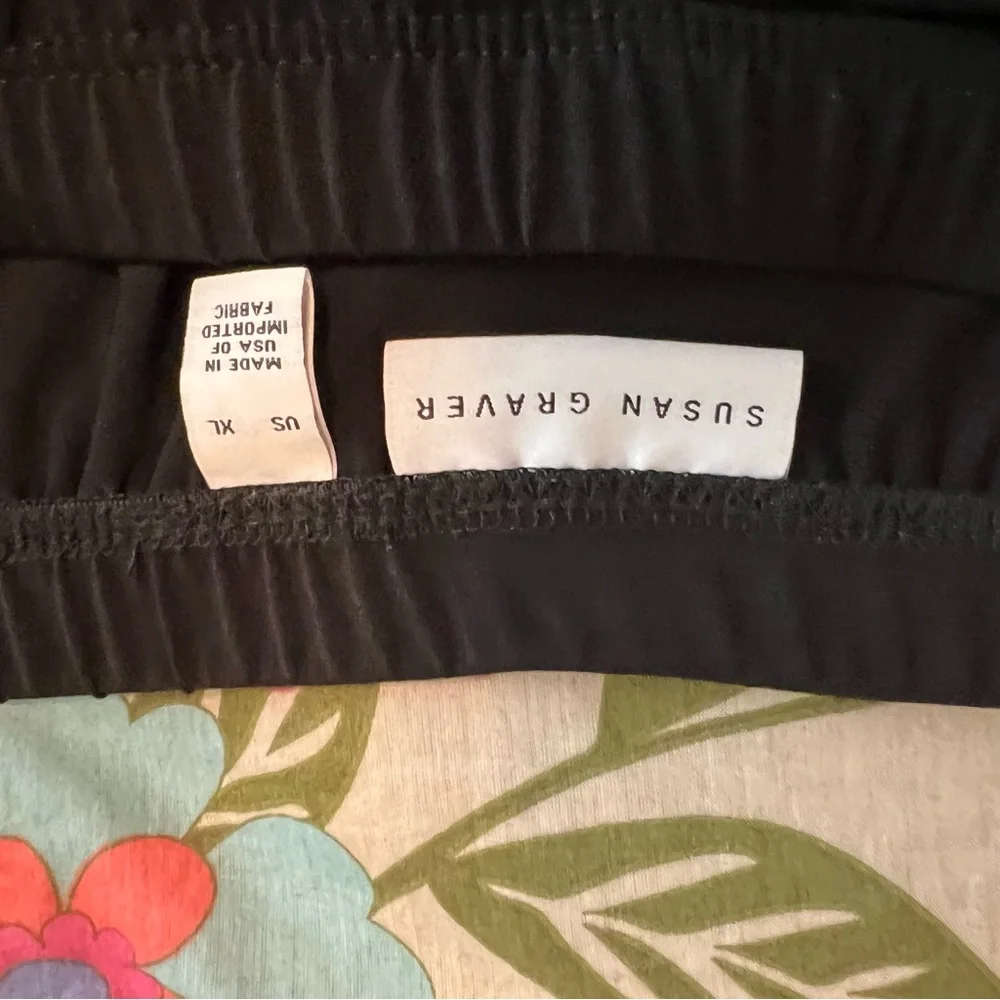 SUSAN GRAVER
US XL
MADE IN
USA OF
IMPORTED
FABRIC